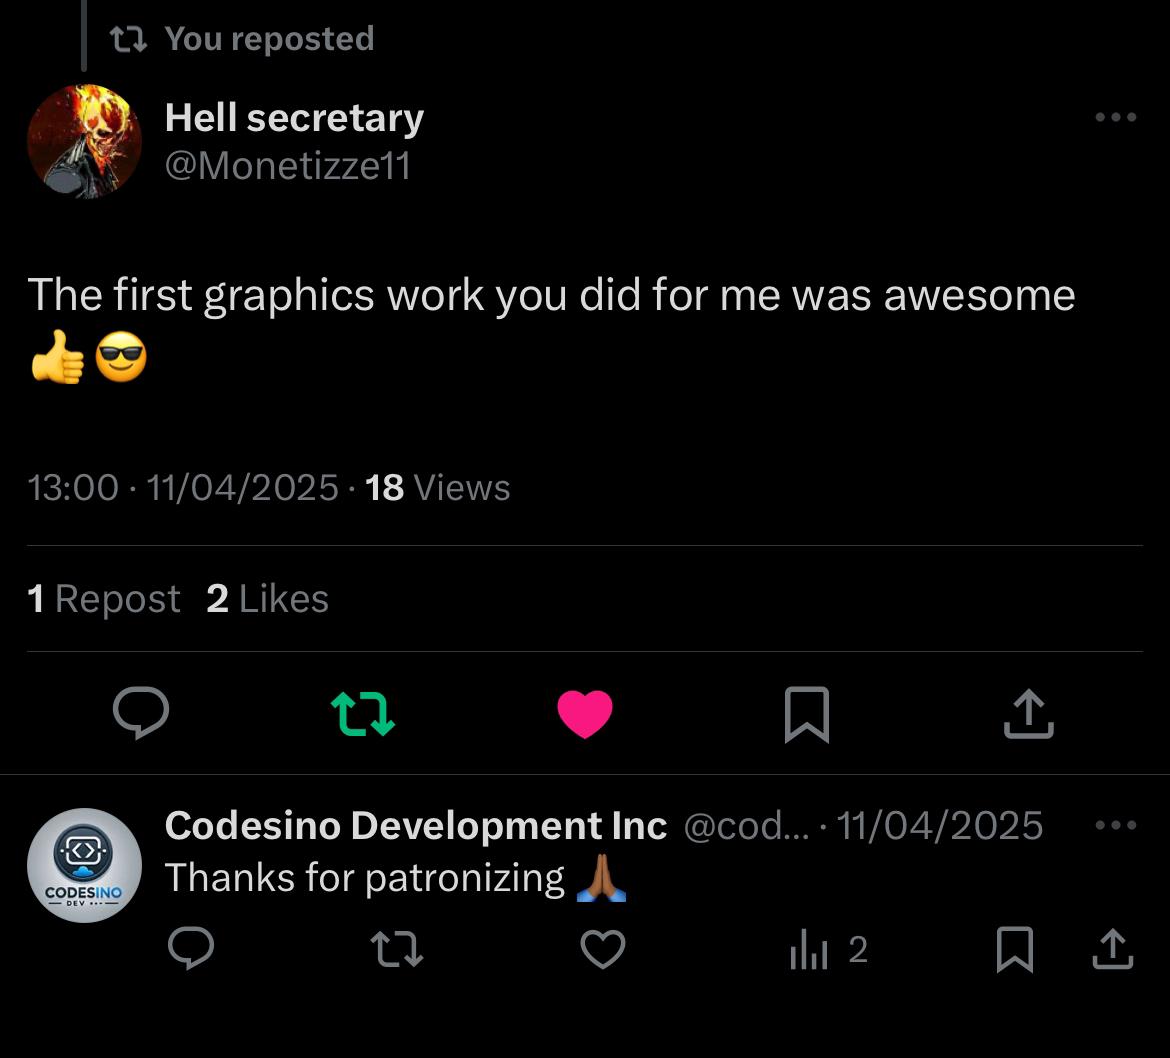 You reposted
Hell secretary
@Monetizze11
The first graphics work you did for me was awesome
👍😎
13:00 · 11/04/2025 · 18 Views
1 Repost 2 Likes
Codesino Development Inc @cod... · 11/04/2025
Thanks for patronizing 🙏🏾
CODESINO
DEV
2